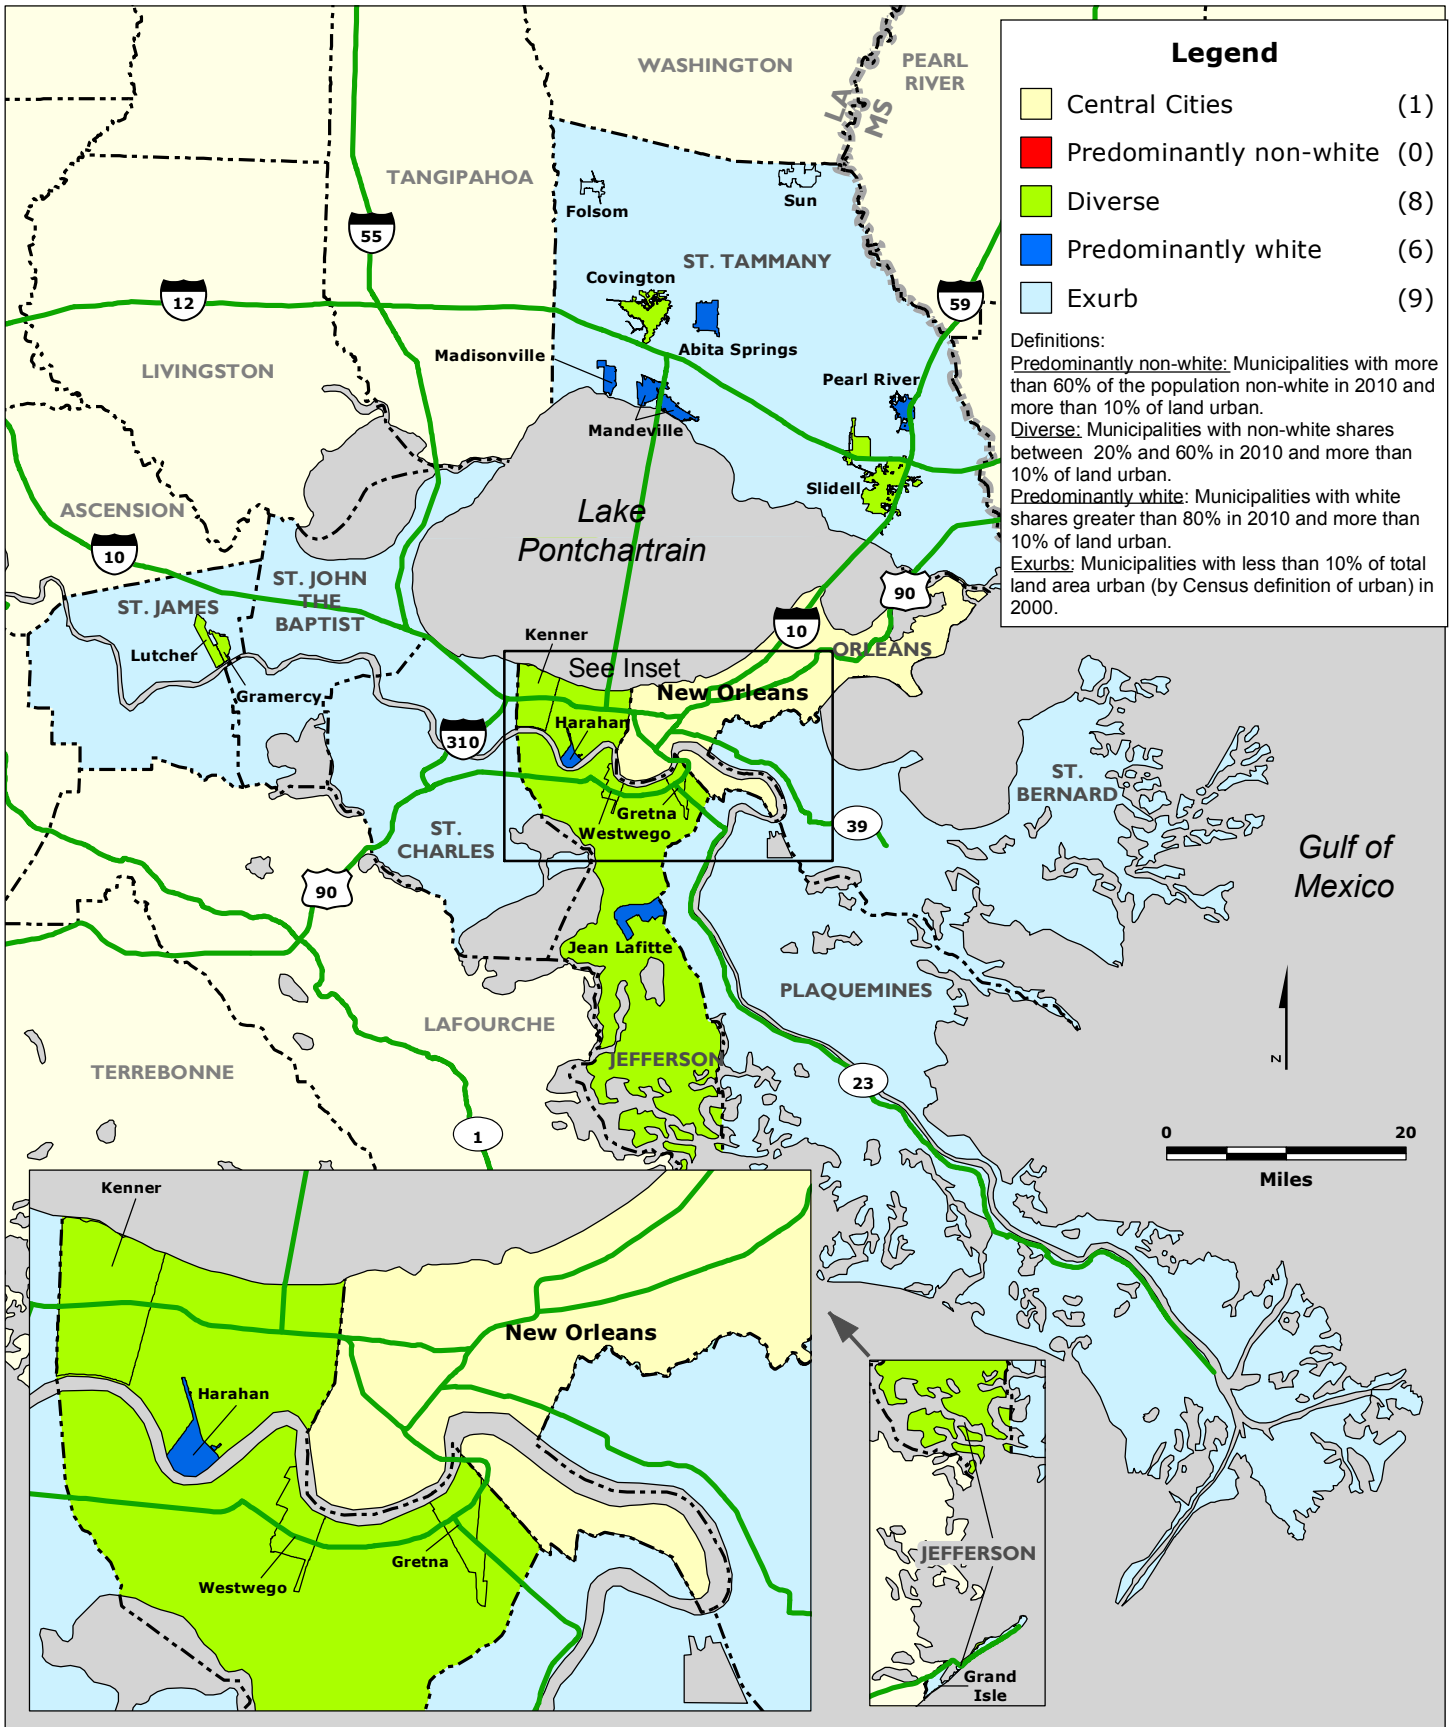 WASHINGTON
PEARL
RIVER
LA
MS
Legend
Central Cities (1)
Predominantly non-white (0)
Diverse (8)
Predominantly white (6)
Exurb (9)
Definitions:
Predominantly non-white: Municipalities with more
than 60% of the population non-white in 2010 and
more than 10% of land urban.
Diverse: Municipalities with non-white shares
between 20% and 60% in 2010 and more than
10% of land urban.
Predominantly white: Municipalities with white
shares greater than 80% in 2010 and more than
10% of land urban.
Exurbs: Municipalities with less than 10% of total
land area urban (by Census definition of urban) in
2000.
TANGIPAHOA
Folsom
Sun
55
ST. TAMMANY
Covington
12
59
Abita Springs
Madisonville
LIVINGSTON
Pearl River
Mandeville
Slidell
ASCENSION
Lake
Pontchartrain
10
ST. JOHN
THE
BAPTIST
ST. JAMES
90
10
Kenner
ORLEANS
Lutcher
See Inset
Gramercy
New Orleans
Harahan
310
ST.
BERNARD
Gretna
Westwego
39
ST.
CHARLES
Gulf of
Mexico
90
Jean Lafitte
PLAQUEMINES
LAFOURCHE
JEFFERSON
N
TERREBONNE
23
1
0 20
Miles
Kenner
New Orleans
Harahan
Gretna
Westwego
JEFFERSON
Grand
Isle